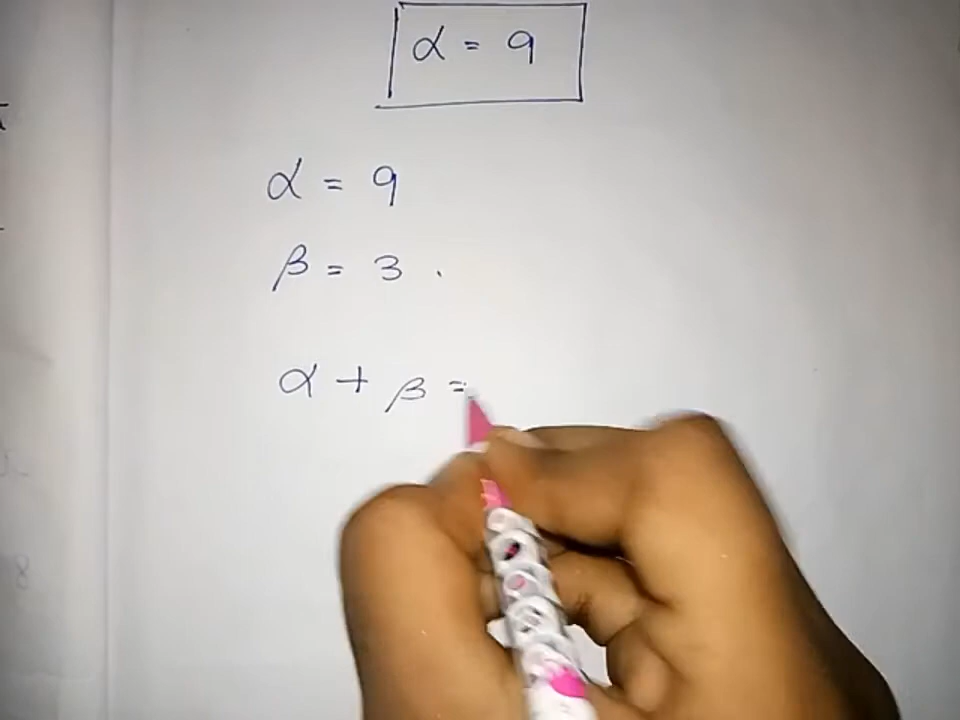 α = 9
α = 9
β = 3 .
α + β =